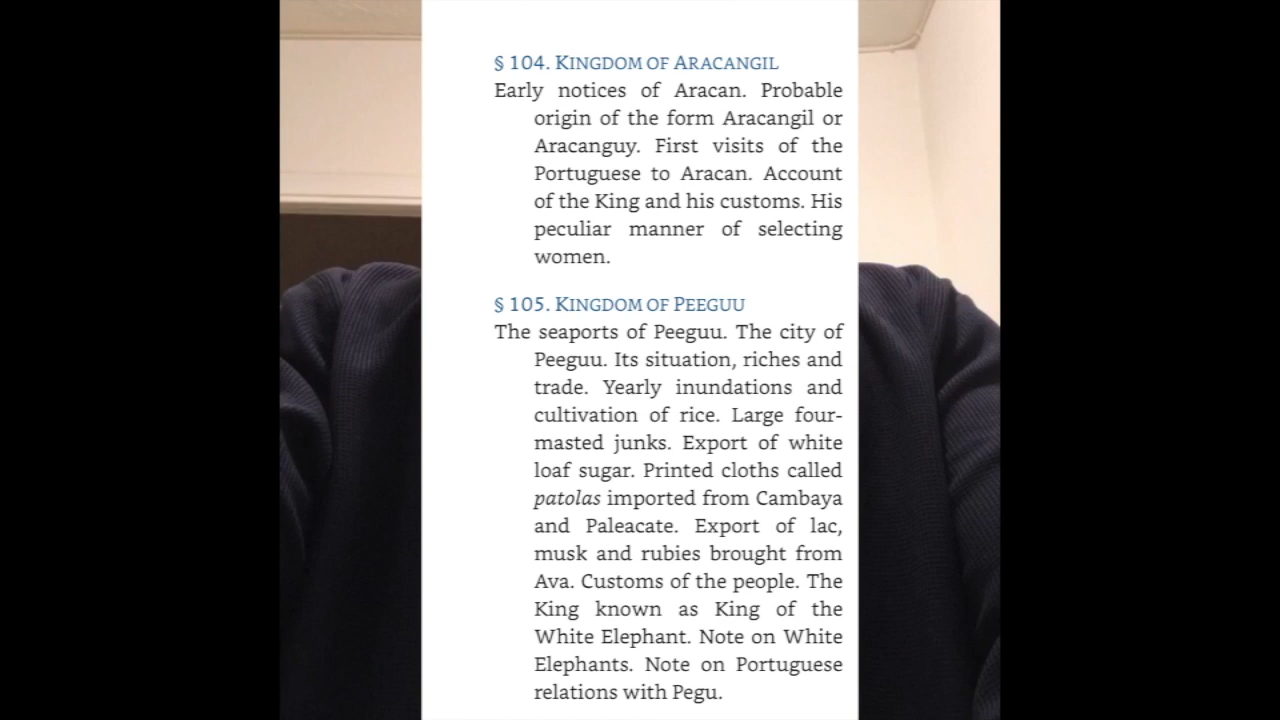 § 104. KINGDOM OF ARACANGIL
Early notices of Aracan. Probable
origin of the form Aracangil or
Aracanguy. First visits of the
Portuguese to Aracan. Account
of the King and his customs. His
peculiar manner of selecting
women.
§ 105. KINGDOM OF PEEGUU
The seaports of Peeguu. The city of
Peeguu. Its situation, riches and
trade. Yearly inundations and
cultivation of rice. Large four-
masted junks. Export of white
loaf sugar. Printed cloths called
patolas imported from Cambaya
and Paleacate. Export of lac,
musk and rubies brought from
Ava. Customs of the people. The
King known as King of the
White Elephant. Note on White
Elephants. Note on Portuguese
relations with Pegu.